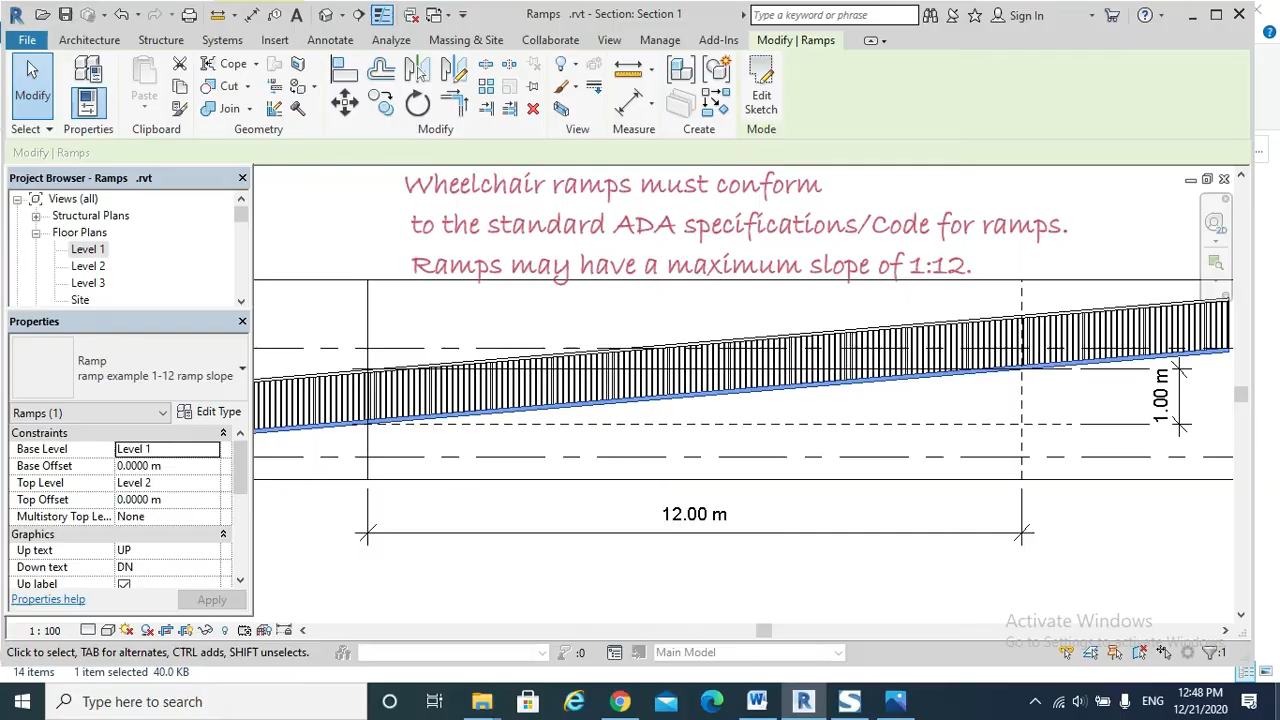 Ramps .rvt - Section: Section 1
Type a keyword or phrase
Sign In
File
Architecture
Structure
Systems
Insert
Annotate
Analyze
Massing & Site
Collaborate
View
Manage
Add-Ins
Modify | Ramps
Modify
Paste
Cope
Cut
Join
Edit
Sketch
Select
Properties
Clipboard
Geometry
Modify
View
Measure
Create
Mode
Modify | Ramps
Project Browser - Ramps .rvt
Views (all)
Structural Plans
Floor Plans
Level 1
Level 2
Level 3
Site
Properties
Ramp
ramp example 1-12 ramp slope
Ramps (1)
Edit Type
Constraints
Base Level Level 1
Base Offset 0.0000 m
Top Level Level 2
Top Offset 0.0000 m
Multistory Top Le... None
Graphics
Up text UP
Down text DN
Up label
Properties help
Apply
Wheelchair ramps must conform
to the standard ADA specifications/Code for ramps.
Ramps may have a maximum slope of 1:12.
1.00 m
12.00 m
Activate Windows
Go to Settings to activate Windows.
1 : 100
Click to select, TAB for alternates, CTRL adds, SHIFT unselects.
:0
Main Model
:1
14 items 1 item selected 40.0 KB
Type here to search
ENG
12:48 PM
12/21/2020